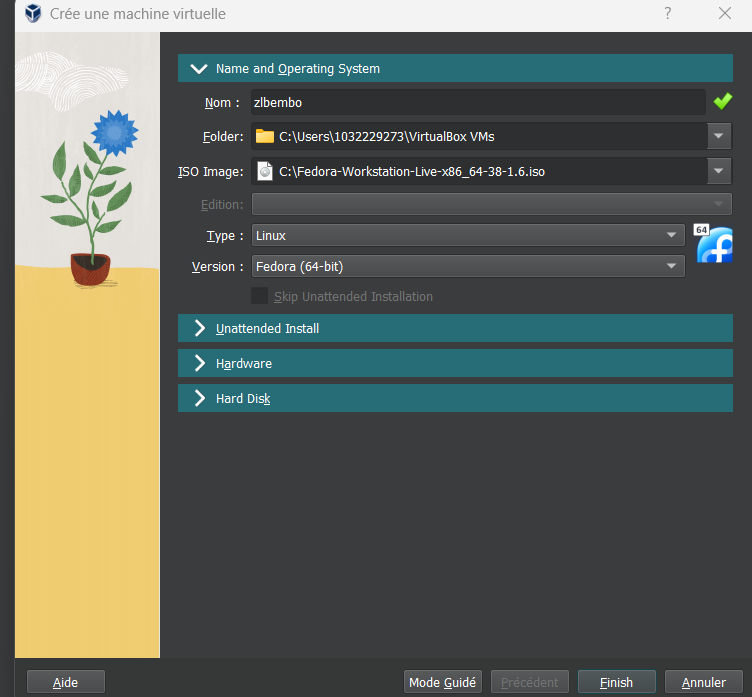 Crée une machine virtuelle
?
Name and Operating System
Nom : zlbembo
Folder: C:\Users\1032229273\VirtualBox VMs
ISO Image: C:\Fedora-Workstation-Live-x86_64-38-1.6.iso
Edition:
64
Type : Linux
Version : Fedora (64-bit)
Skip Unattended Installation
Unattended Install
Hardware
Hard Disk
Aide Mode Guidé Précédent Finish Annuler